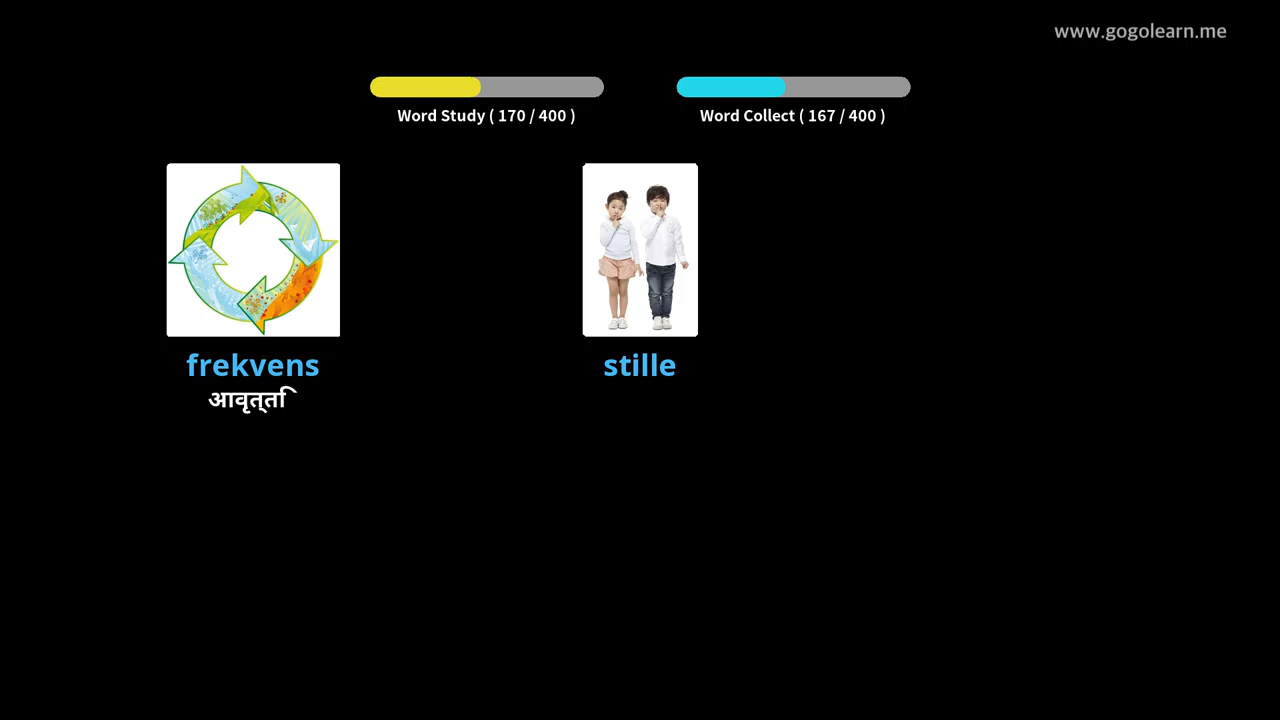 www.gogolearn.me
Word Study ( 170 / 400 )
Word Collect ( 167 / 400 )
frekvens
आवृत्ति
stille